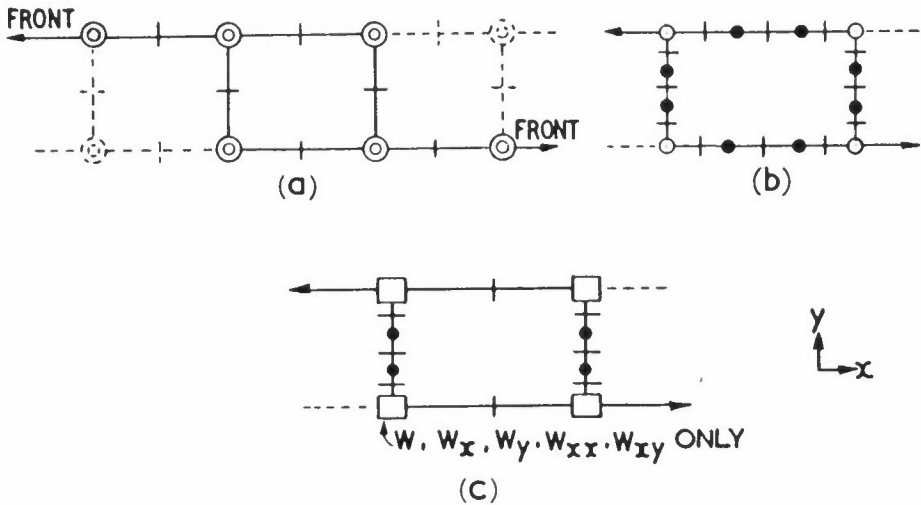 FRONT
FRONT
(a)
(b)
y
x
W, Wx, Wy, Wxx, Wxy ONLY
(c)